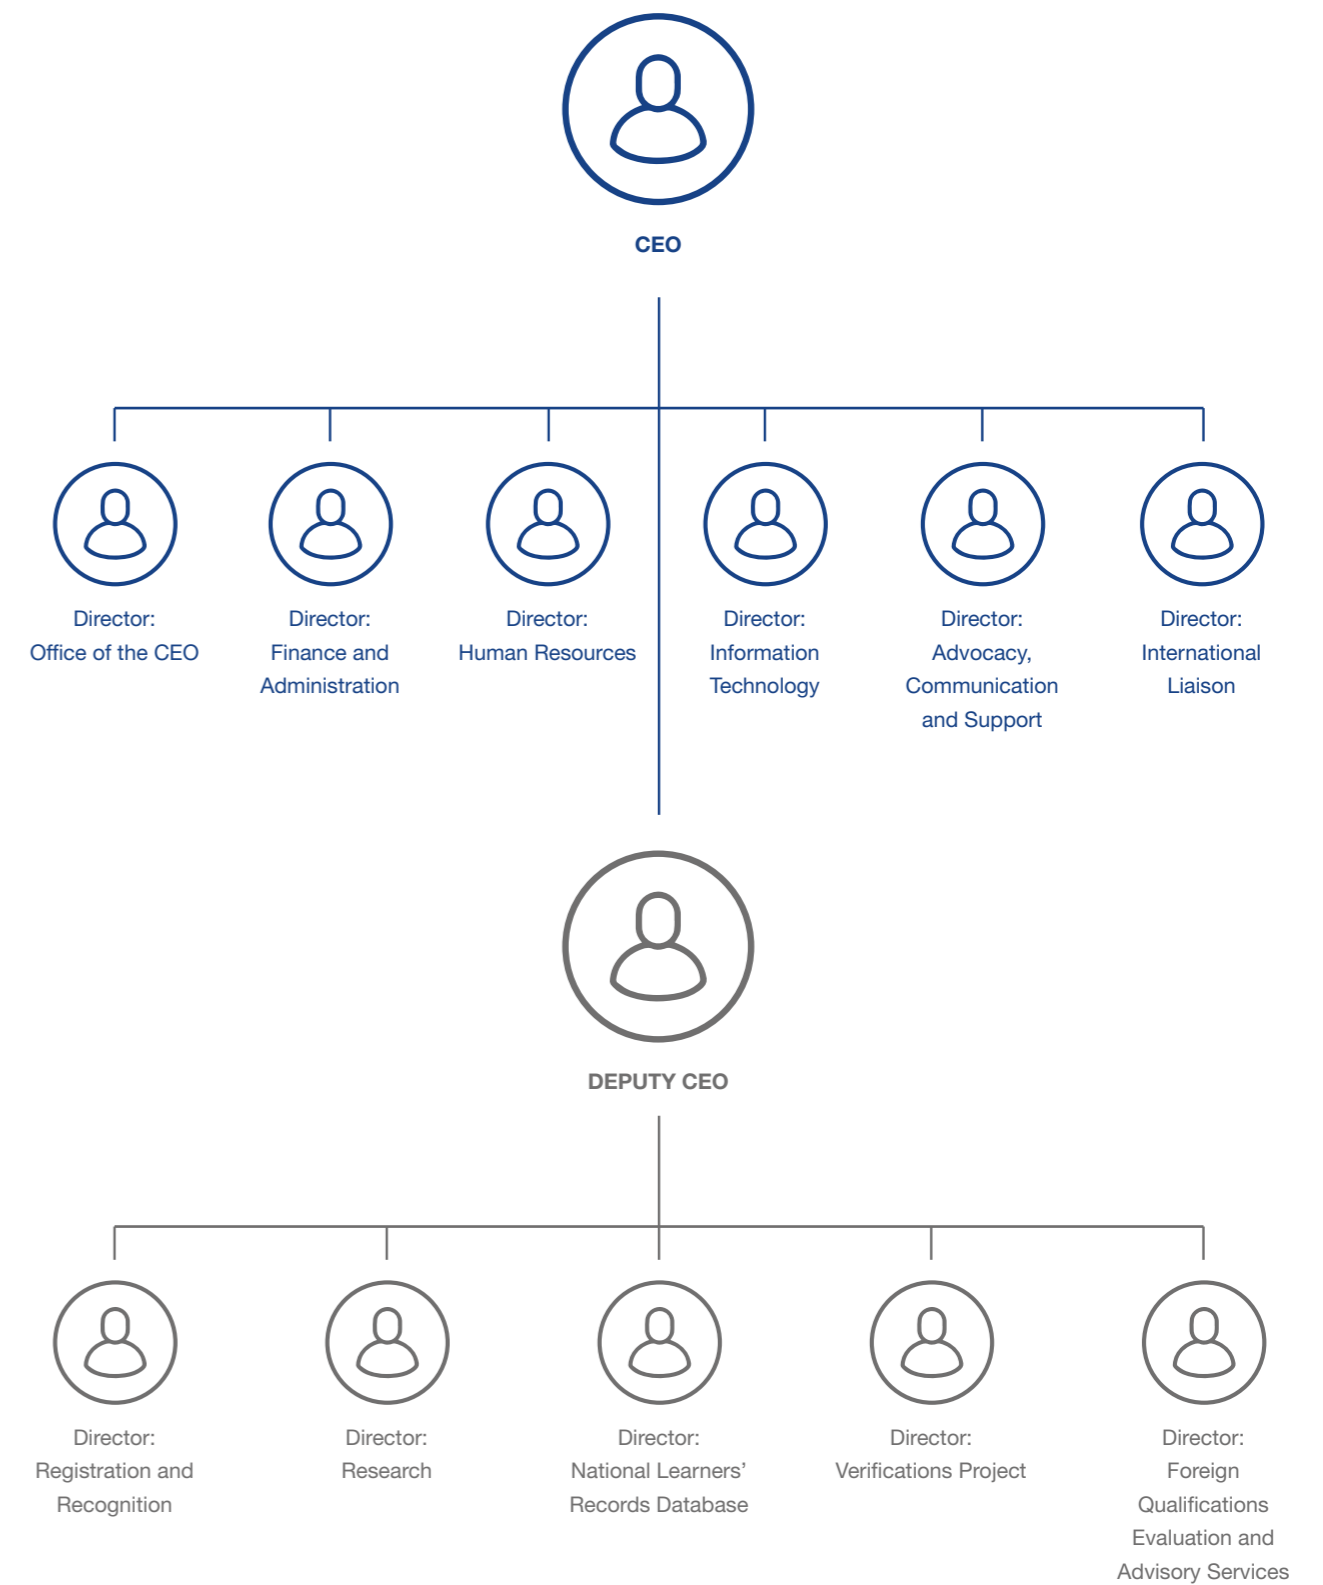 CEO
Director:
Office of the CEO
Director:
Finance and
Administration
Director:
Human Resources
Director:
Information
Technology
Director:
Advocacy,
Communication
and Support
Director:
International
Liaison
DEPUTY CEO
Director:
Registration and
Recognition
Director:
Research
Director:
National Learners’
Records Database
Director:
Verifications Project
Director:
Foreign
Qualifications
Evaluation and
Advisory Services